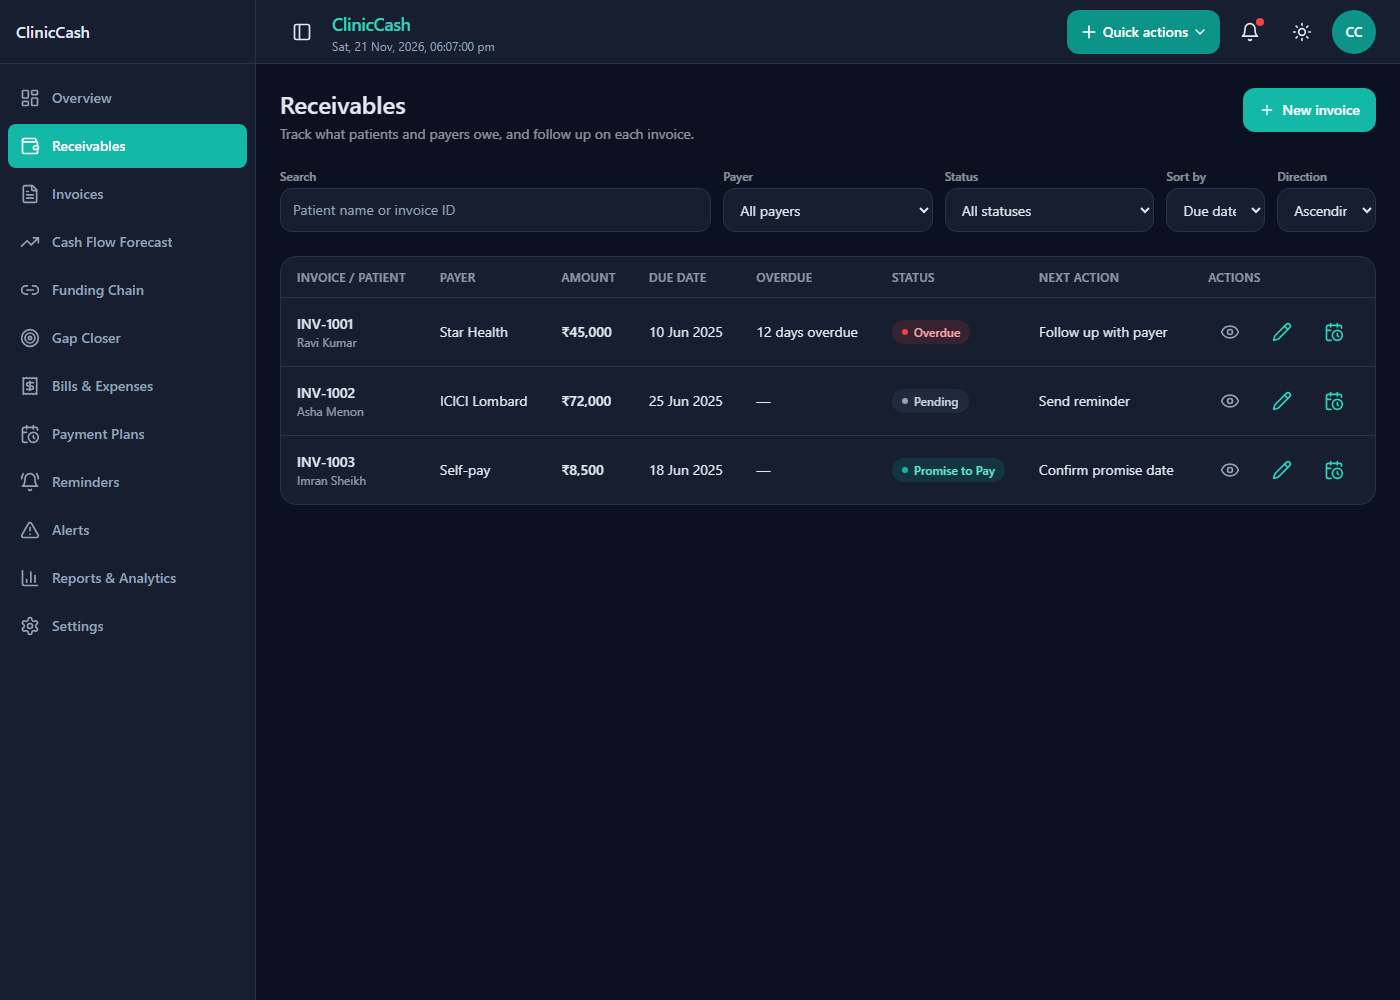 ClinicCash
ClinicCash
Sat, 21 Nov, 2026, 06:07:00 pm
Quick actions
CC
Overview
Receivables
Invoices
Cash Flow Forecast
Funding Chain
Gap Closer
Bills & Expenses
Payment Plans
Reminders
Alerts
Reports & Analytics
Settings
Receivables
Track what patients and payers owe, and follow up on each invoice.
New invoice
Search Payer Status Sort by Direction
Patient name or invoice ID All payers All statuses Due date Ascendin
INVOICE / PATIENT PAYER AMOUNT DUE DATE OVERDUE STATUS NEXT ACTION ACTIONS
INV-1001
Ravi Kumar
Star Health ₹45,000 10 Jun 2025 12 days overdue Overdue Follow up with payer
INV-1002
Asha Menon
ICICI Lombard ₹72,000 25 Jun 2025 — Pending Send reminder
INV-1003
Imran Sheikh
Self-pay ₹8,500 18 Jun 2025 — Promise to Pay Confirm promise date